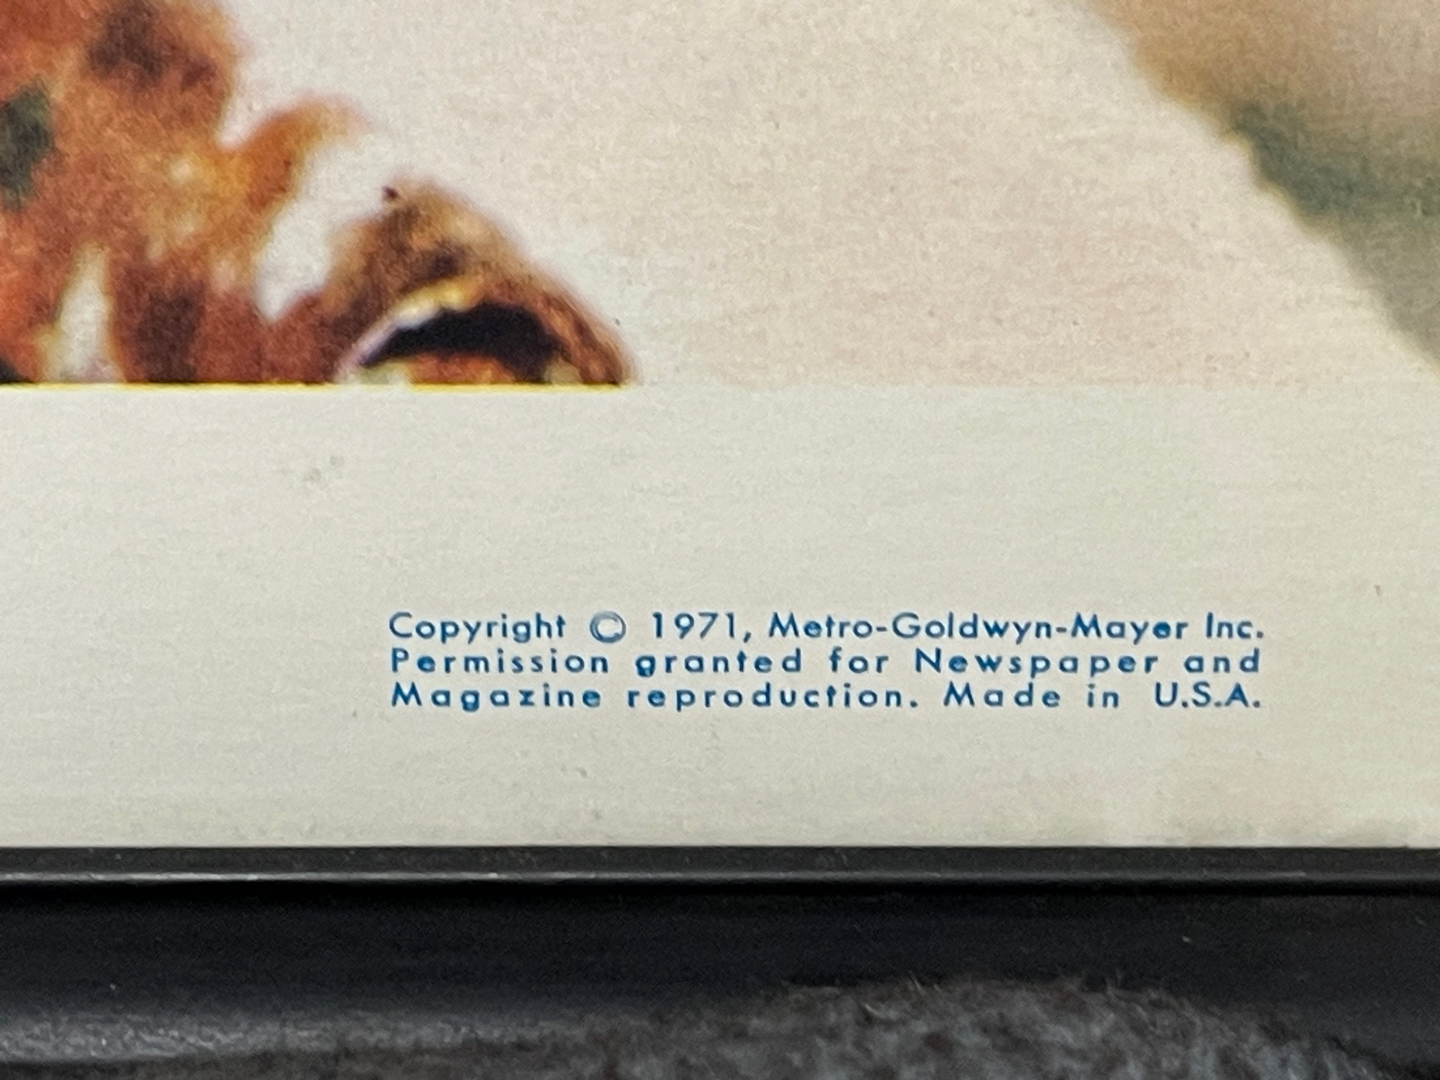 Copyright © 1971, Metro-Goldwyn-Mayer Inc.
Permission granted for Newspaper and
Magazine reproduction. Made in U.S.A.